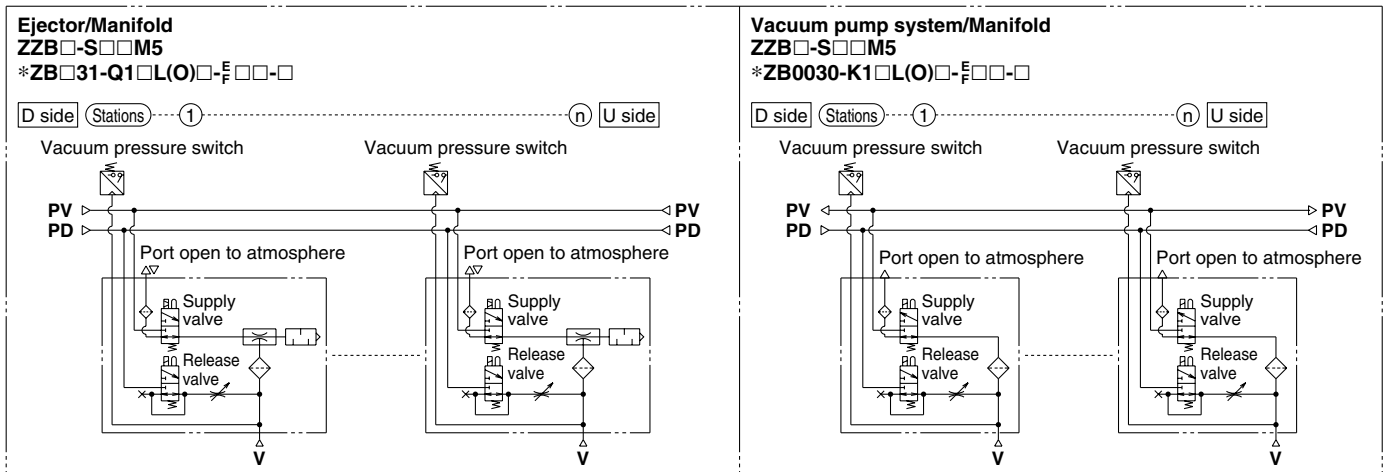 Ejector/Manifold
ZZB□-S□□M5
*ZB□31-Q1□L(O)□-E/F□□-□
D side Stations 1 n U side
Vacuum pressure switch Vacuum pressure switch
PV PV
PD PD
Port open to atmosphere Port open to atmosphere
Supply valve Supply valve
Release valve Release valve
V V
Vacuum pump system/Manifold
ZZB□-S□□M5
*ZB0030-K1□L(O)□-E/F□□-□
D side Stations 1 n U side
Vacuum pressure switch Vacuum pressure switch
PV PV
PD PD
Port open to atmosphere Port open to atmosphere
Supply valve Supply valve
Release valve Release valve
V V